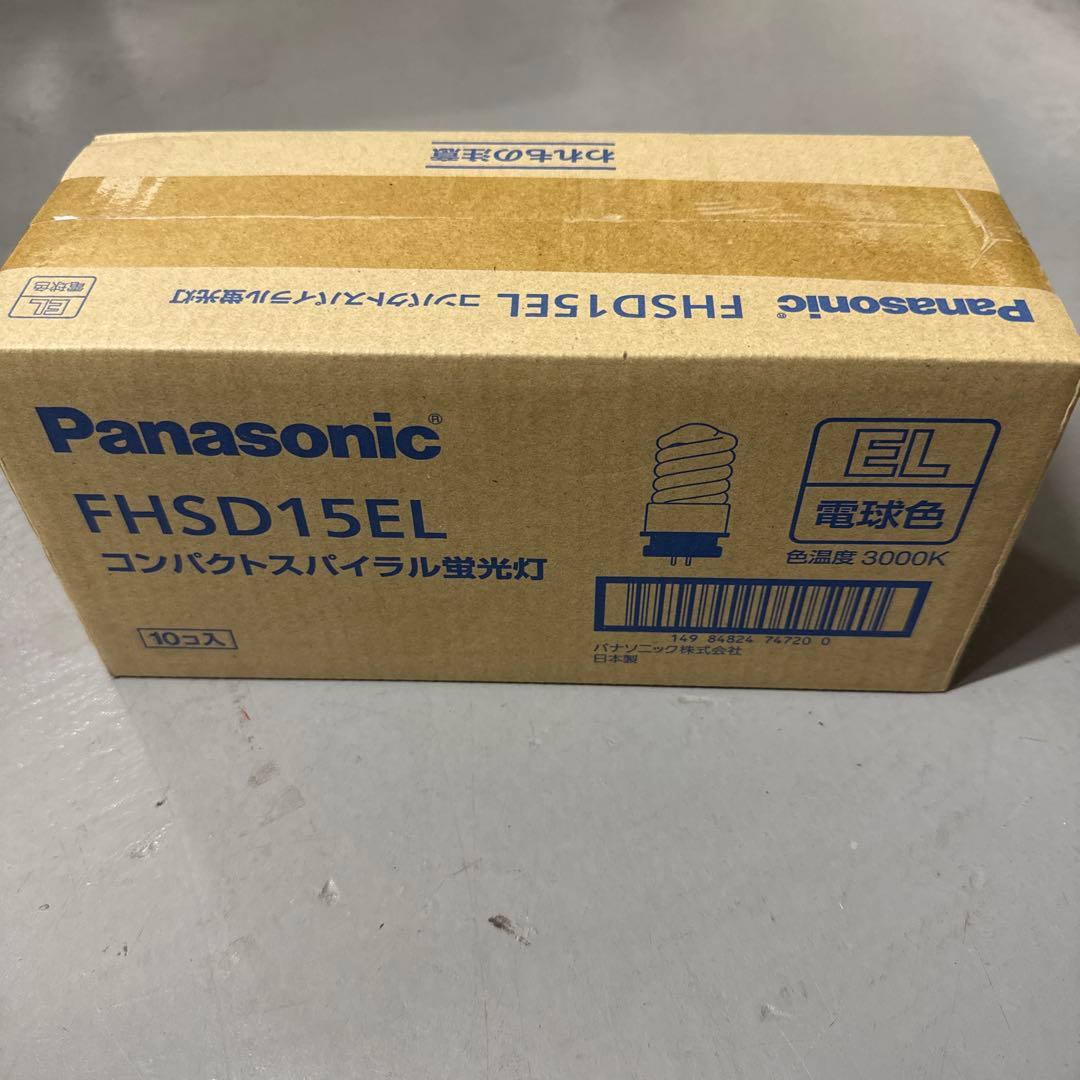 われもの注意
Panasonic® FHSD15EL コンパクトスパイラル蛍光灯
EL
電球色
Panasonic®
FHSD15EL
コンパクトスパイラル蛍光灯
10コ入
EL
電球色
色温度 3000K
149 84824 74720 0
パナソニック株式会社
日本製